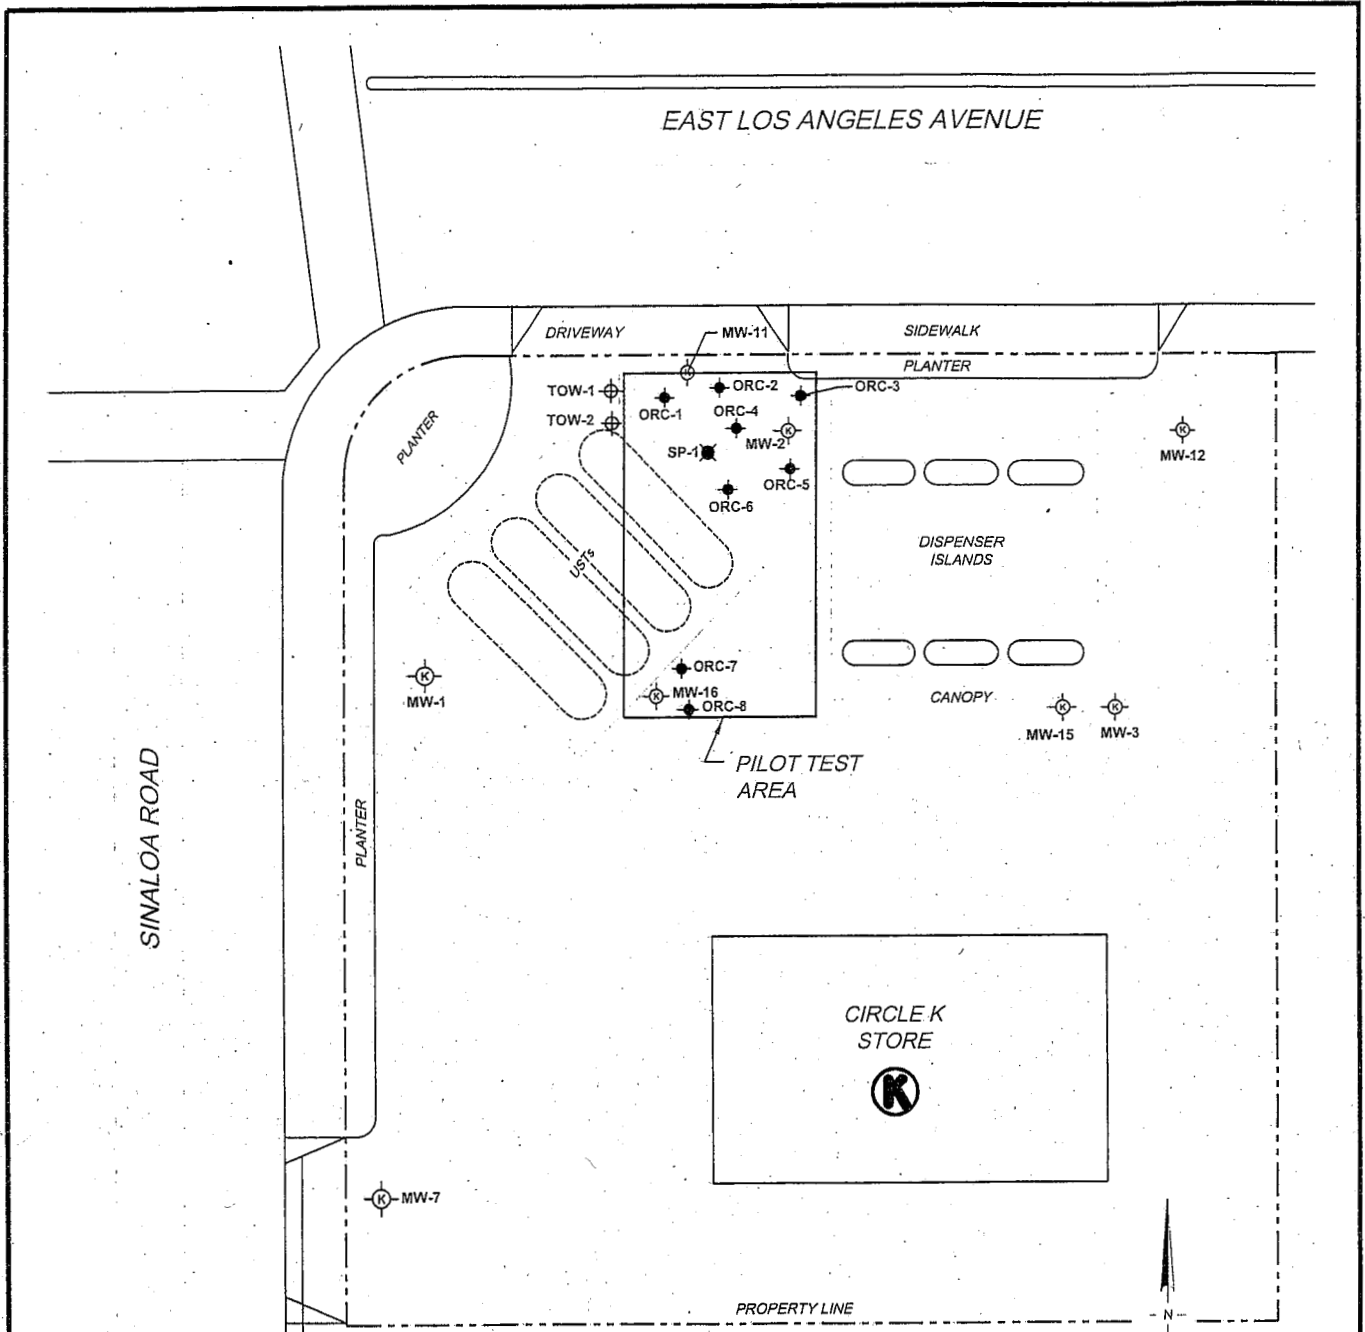 EAST LOS ANGELES AVENUE
DRIVEWAY
MW-11
SIDEWALK
PLANTER
TOW-1
ORC-2
ORC-3
ORC-1
ORC-4
TOW-2
MW-2
PLANTER
SP-1
MW-12
ORC-5
ORC-6
DISPENSER
ISLANDS
USTs
ORC-7
MW-16
ORC-8
MW-1
CANOPY
MW-15
MW-3
PILOT TEST
AREA
SINALOA ROAD
PLANTER
CIRCLE K
STORE
K
MW-7
PROPERTY LINE
N